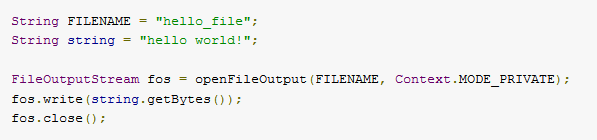 String FILENAME = "hello_file";
String string = "hello world!";
FileOutputStream fos = openFileOutput(FILENAME, Context.MODE_PRIVATE);
fos.write(string.getBytes());
fos.close();